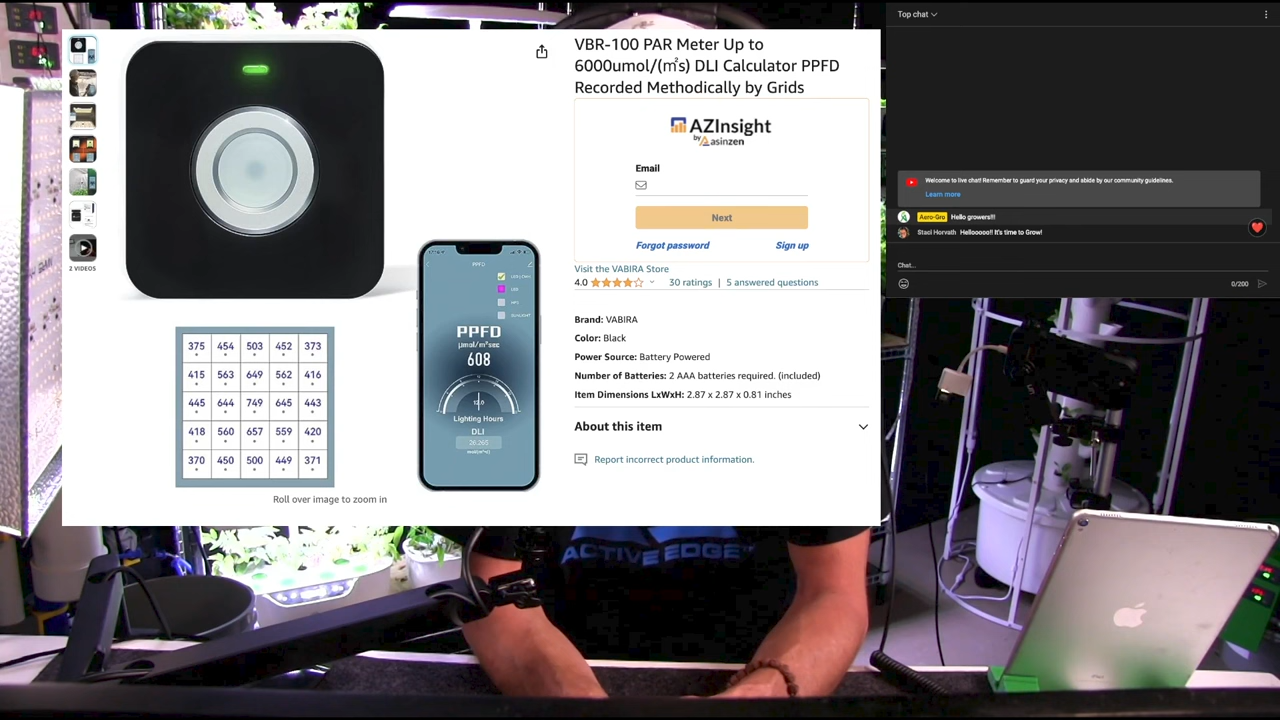 VBR-100 PAR Meter Up to
6000umol/(㎡s) DLI Calculator PPFD
Recorded Methodically by Grids
AZInsight
by asinzen
Email
Next
Forgot password
Sign up
Visit the VABIRA Store
4.0
30 ratings | 5 answered questions
Brand: VABIRA
Color: Black
Power Source: Battery Powered
Number of Batteries: 2 AAA batteries required. (included)
Item Dimensions LxWxH: 2.87 x 2.87 x 0.81 inches
About this item
Report incorrect product information.
2 VIDEOS
375 454 503 452 373
415 563 649 562 416
445 644 749 645 443
418 560 657 559 420
370 450 500 449 371
Roll over image to zoom in
PPFD
PPFD
μmol/m²sec
608
12.0
Lighting Hours
DLI
ACTIVE EDGE
Top chat
Welcome to live chat! Remember to guard your privacy and abide by our community guidelines.
Learn more
Aero-Gro Hello growers!!!
Staci Horvath Hellooooo!! It's time to Grow!
Chat...
0/200